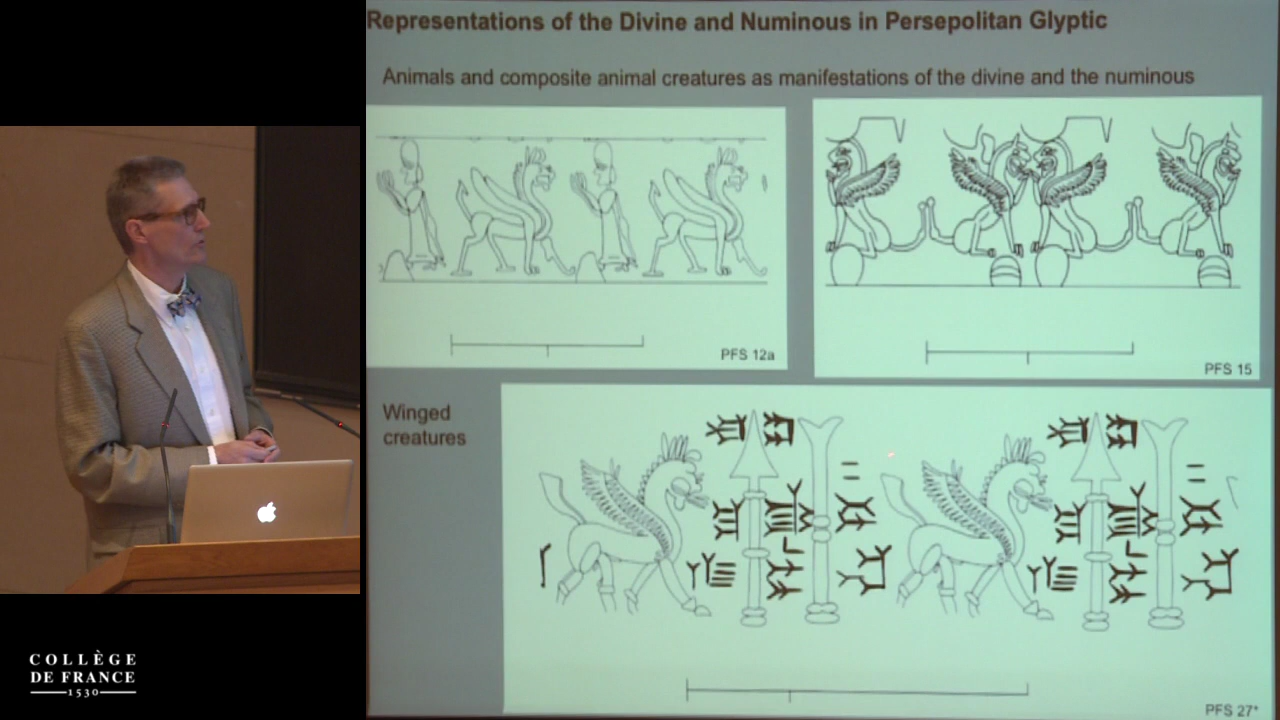 Representations of the Divine and Numinous in Persepolitan Glyptic
Animals and composite animal creatures as manifestations of the divine and the numinous
PFS 12a
PFS 15
Winged
creatures
PFS 27*
COLLÈGE
DE FRANCE
1530